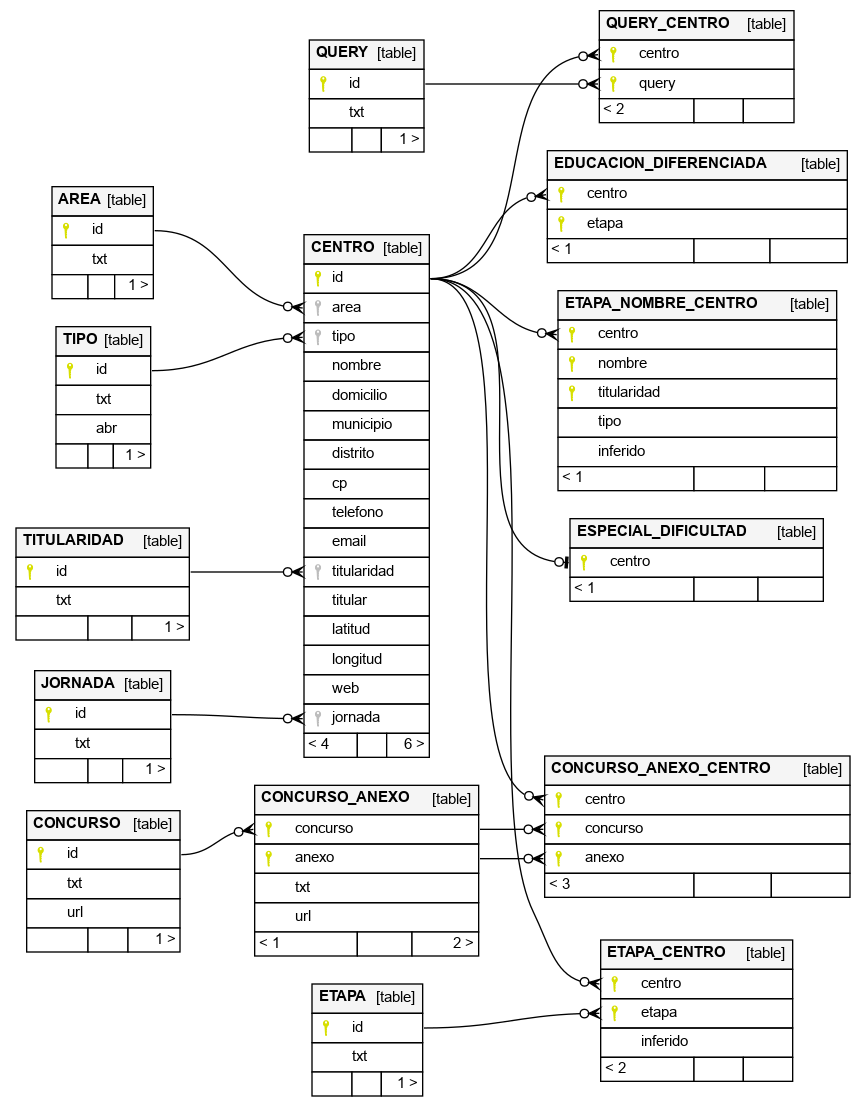 QUERY [table]
id
txt
1 >
QUERY_CENTRO [table]
centro
query
< 2
EDUCACION_DIFERENCIADA [table]
centro
etapa
< 1
AREA [table]
id
txt
1 >
CENTRO [table]
id
area
tipo
nombre
domicilio
municipio
distrito
cp
telefono
email
titularidad
titular
latitud
longitud
web
jornada
< 4 6 >
ETAPA_NOMBRE_CENTRO [table]
centro
nombre
titularidad
tipo
inferido
< 1
TIPO [table]
id
txt
abr
1 >
ESPECIAL_DIFICULTAD [table]
centro
< 1
TITULARIDAD [table]
id
txt
1 >
JORNADA [table]
id
txt
1 >
CONCURSO_ANEXO_CENTRO [table]
centro
concurso
anexo
< 3
CONCURSO_ANEXO [table]
concurso
anexo
txt
url
< 1 2 >
CONCURSO [table]
id
txt
url
1 >
ETAPA_CENTRO [table]
centro
etapa
inferido
< 2
ETAPA [table]
id
txt
1 >